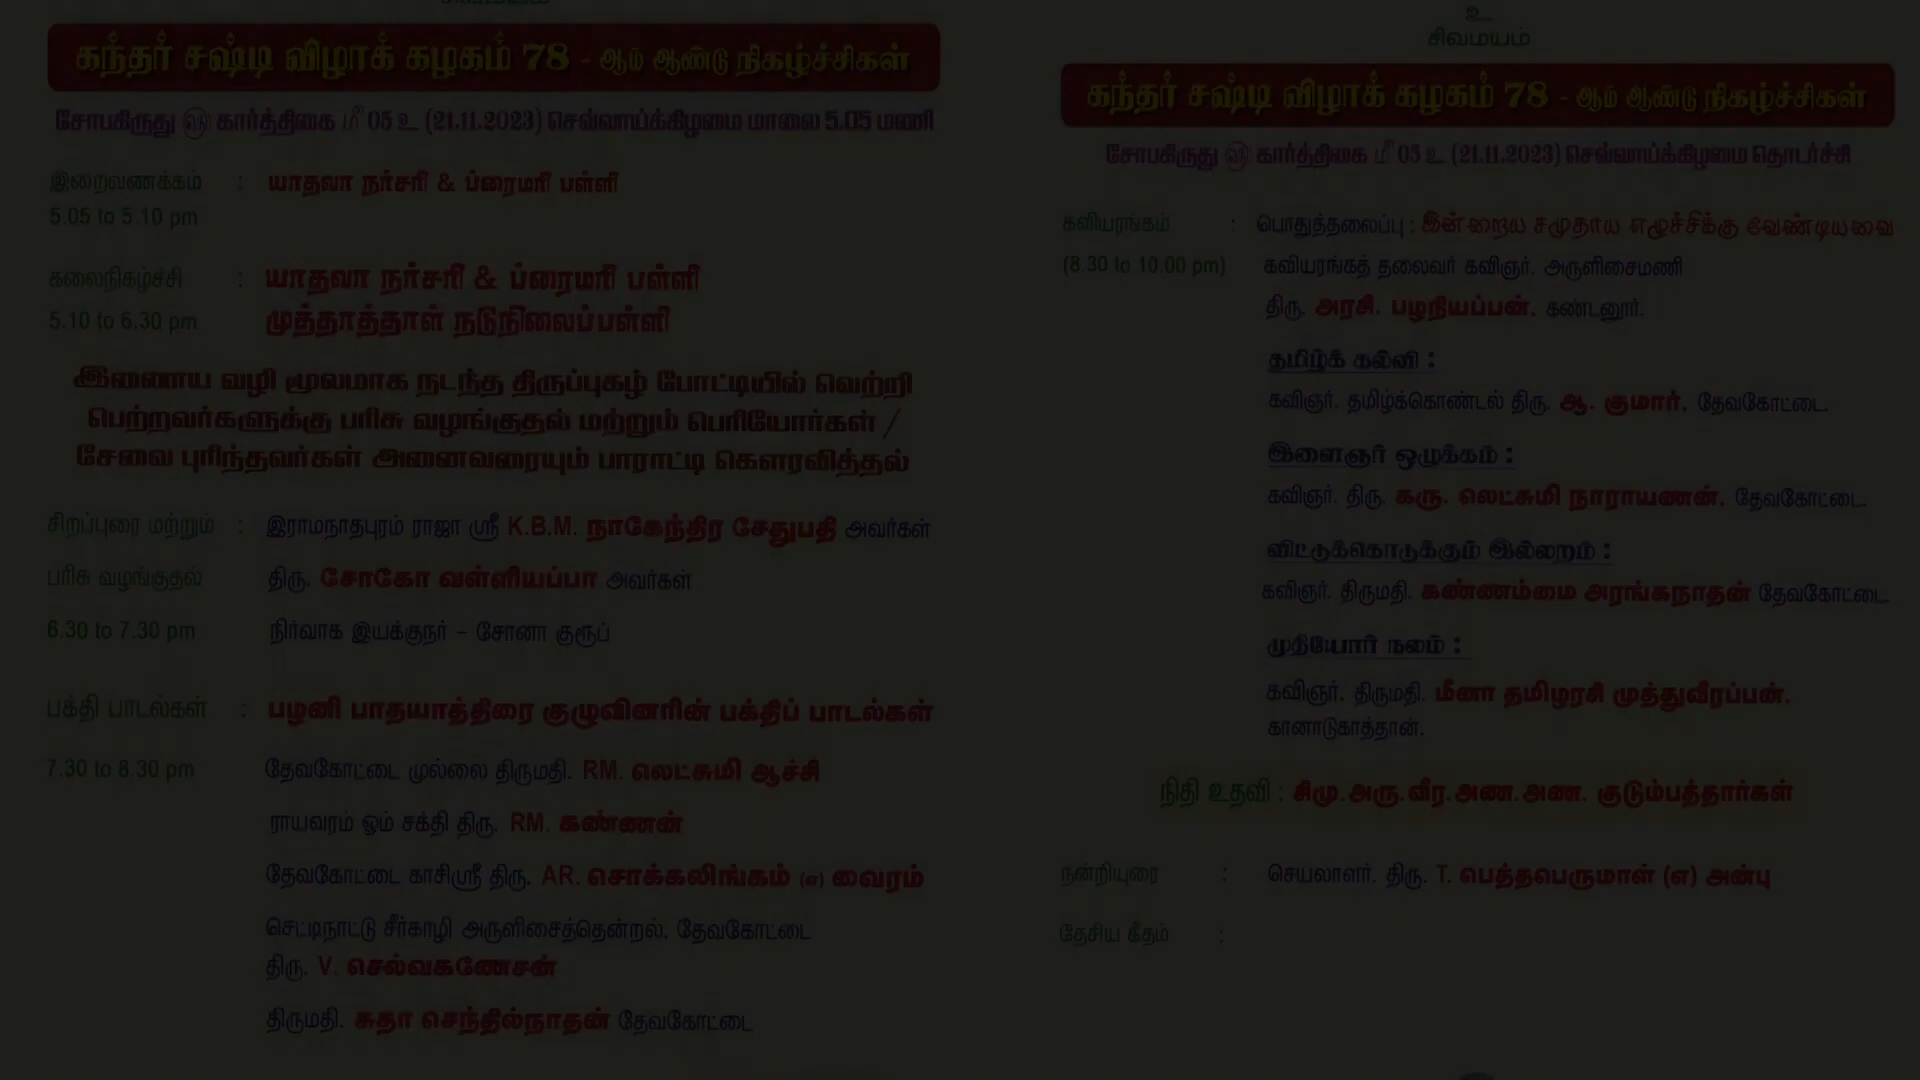 கந்தர் சஷ்டி விழாக் கழகம் 78 - ஆம் ஆண்டு நிகழ்ச்சிகள்
சோபகிருது ௵ கார்த்திகை ௴ 05 உ (21.11.2023) செவ்வாய்க்கிழமை மாலை 5.05 மணி
இறைவணக்கம் : யாதவா நர்சரி & ப்ரைமரி பள்ளி
5.05 to 5.10 pm
கலைநிகழ்ச்சி : யாதவா நர்சரி & ப்ரைமரி பள்ளி
5.10 to 6.30 pm முத்தாத்தாள் நடுநிலைப்பள்ளி
இணைய வழி மூலமாக நடந்த திருப்புகழ் போட்டியில் வெற்றி
பெற்றவர்களுக்கு பரிசு வழங்குதல் மற்றும் பெரியோர்கள் /
சேவை புரிந்தவர்கள் அனைவரையும் பாராட்டி கௌரவித்தல்
சிறப்புரை மற்றும் : இராமநாதபுரம் ராஜா ஸ்ரீ K.B.M. நாகேந்திர சேதுபதி அவர்கள்
பரிசு வழங்குதல் திரு. சோகோ வள்ளியப்பா அவர்கள்
6.30 to 7.30 pm நிர்வாக இயக்குநர் - சோனா குரூப்
பக்தி பாடல்கள் : பழனி பாதயாத்திரை குழுவினரின் பக்திப் பாடல்கள்
7.30 to 8.30 pm தேவகோட்டை முல்லை திருமதி. RM. லெட்சுமி ஆச்சி
ராயவரம் ஓம் சக்தி திரு. RM. கண்ணன்
தேவகோட்டை காசிஸ்ரீ திரு. AR. சொக்கலிங்கம் (எ) வைரம்
செட்டிநாட்டு சீர்காழி அருளிசைத்தென்றல். தேவகோட்டை
திரு. V. செல்வகணேசன்
திருமதி. சுதா செந்தில்நாதன் தேவகோட்டை
உ
சிவமயம்
கந்தர் சஷ்டி விழாக் கழகம் 78 - ஆம் ஆண்டு நிகழ்ச்சிகள்
சோபகிருது ௵ கார்த்திகை ௴ 05 உ (21.11.2023) செவ்வாய்க்கிழமை தொடர்ச்சி
கவியரங்கம் : பொதுத்தலைப்பு : இன்றைய சமுதாய எழுச்சிக்கு வேண்டியவை
(8.30 to 10.00 pm) கவியரங்கத் தலைவர் கவிஞர். அருளிசைமணி
திரு. அரசி. பழநியப்பன். கண்டனூர்.
தமிழ்க் கல்வி :
கவிஞர். தமிழ்க்கொண்டல் திரு. ஆ. குமார். தேவகோட்டை.
இளைஞர் ஒழுக்கம் :
கவிஞர். திரு. கரு. லெட்சுமி நாராயணன். தேவகோட்டை.
விட்டுக்கொடுக்கும் இல்லறம் :
கவிஞர். திருமதி. கண்ணம்மை அரங்கநாதன் தேவகோட்டை
முதியோர் நலம் :
கவிஞர். திருமதி. மீனா தமிழரசி முத்துவீரப்பன்.
கானாடுகாத்தான்.
நிதி உதவி : சிமு.அரு.வீர.அண.அண. குடும்பத்தார்கள்
நன்றியுரை : செயலாளர். திரு. T. பெத்தபெருமாள் (எ) அன்பு
தேசிய கீதம் :